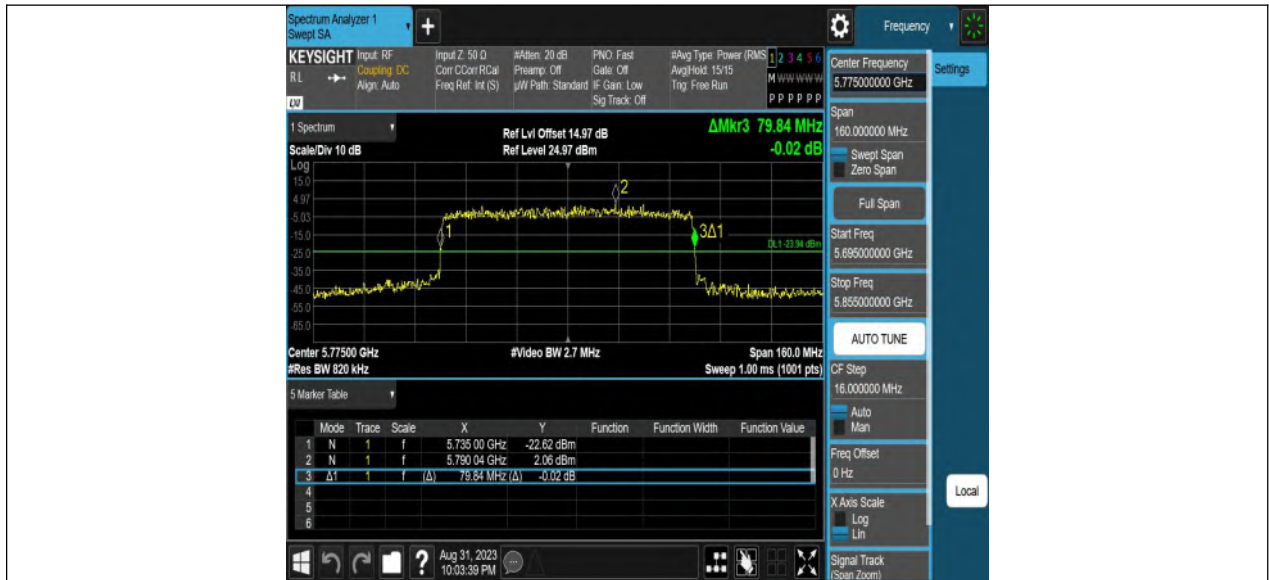 Spectrum Analyzer 1
Swept SA
+
Frequency
KEYSIGHT
RL
LXI
Input: RF
Coupling: DC
Align: Auto
Input Z: 50 Ω
Corr CCorr RCal
Freq Ref: Int (S)
#Atten: 20 dB
Preamp: Off
µW Path: Standard
PNO: Fast
Gate: Off
IF Gain: Low
Sig Track: Off
#Avg Type: Power (RMS
Avg|Hold: 15/15
Trig: Free Run
1 2 3 4 5 6
M W W W W W
P P P P P P
1 Spectrum
Scale/Div 10 dB
Ref Lvl Offset 14.97 dB
Ref Level 24.97 dBm
ΔMkr3 79.84 MHz
-0.02 dB
Log
15.0
4.97
-5.03
-15.0
-25.0
-35.0
-45.0
-55.0
-65.0
1
2
3Δ1
DL1 -23.94 dBm
Center 5.77500 GHz
#Video BW 2.7 MHz
Span 160.0 MHz
#Res BW 820 kHz
Sweep 1.00 ms (1001 pts)
5 Marker Table
Mode Trace Scale X Y Function Function Width Function Value
1 N 1 f 5.735 00 GHz -22.62 dBm
2 N 1 f 5.790 04 GHz 2.06 dBm
3 Δ1 1 f (Δ) 79.84 MHz (Δ) -0.02 dB
4
5
6
?
Aug 31, 2023
10:03:39 PM
Center Frequency
5.775000000 GHz
Span
160.000000 MHz
Swept Span
Zero Span
Full Span
Start Freq
5.695000000 GHz
Stop Freq
5.855000000 GHz
AUTO TUNE
CF Step
16.000000 MHz
Auto
Man
Freq Offset
0 Hz
X Axis Scale
Log
Lin
Signal Track
(Span Zoom)
Settings
Local